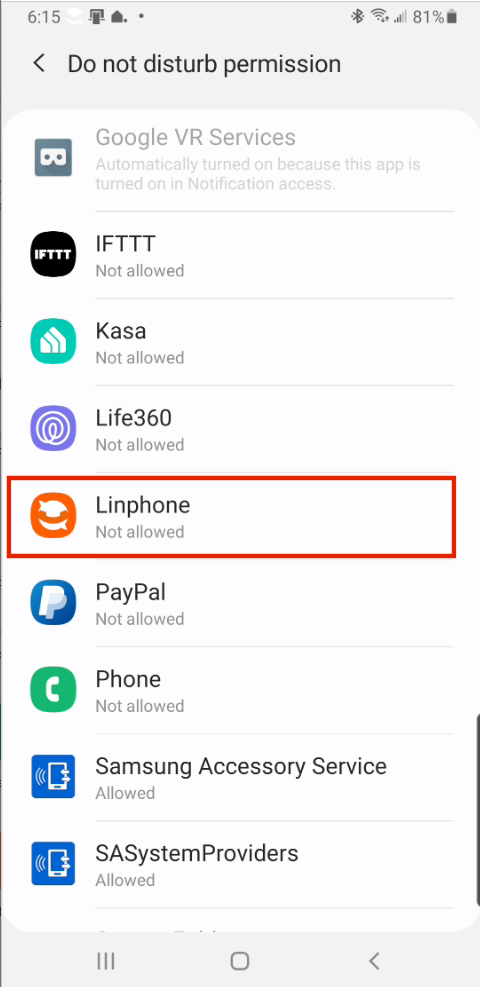 6:15
81%
Do not disturb permission
Google VR Services
Automatically turned on because this app is
turned on in Notification access.
IFTTT
IFTTT
Not allowed
Kasa
Not allowed
Life360
Not allowed
Linphone
Not allowed
PayPal
Not allowed
Phone
Not allowed
Samsung Accessory Service
Allowed
SASystemProviders
Allowed